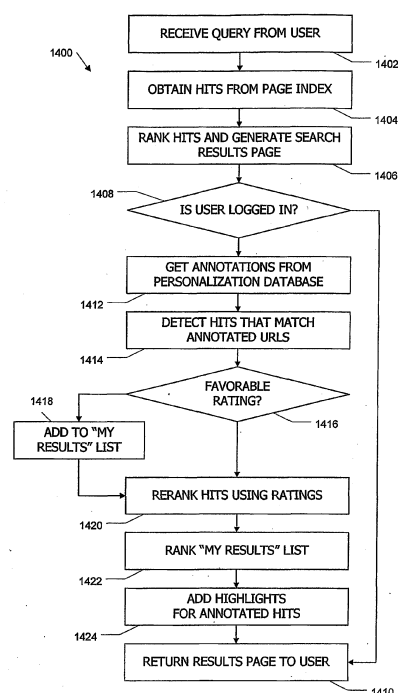 RECEIVE QUERY FROM USER
1400
1402
OBTAIN HITS FROM PAGE INDEX
1404
RANK HITS AND GENERATE SEARCH
RESULTS PAGE
1406
1408
IS USER LOGGED IN?
GET ANNOTATIONS FROM
PERSONALIZATION DATABASE
1412
DETECT HITS THAT MATCH
ANNOTATED URLS
1414
FAVORABLE
RATING?
1416
1418
ADD TO "MY
RESULTS" LIST
RERANK HITS USING RATINGS
1420
RANK "MY RESULTS" LIST
1422
ADD HIGHLIGHTS
FOR ANNOTATED HITS
1424
RETURN RESULTS PAGE TO USER
1410